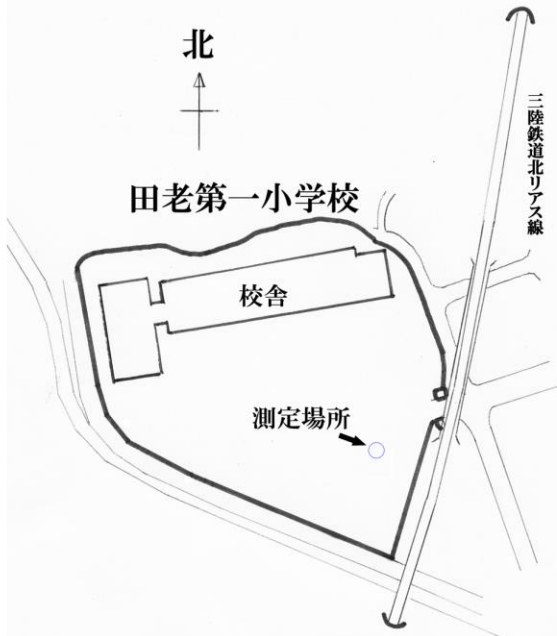 北
三陸鉄道北リアス線
田老第一小学校
校舎
測定場所